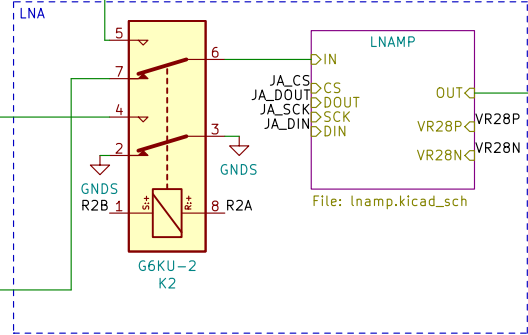 LNA
5
7
4
2
GNDS
R2B 1
6
3
GNDS
8 R2A
S:+
R:+
G6KU-2
K2
LNAMP
IN
JA_CS CS
JA_DOUT DOUT
JA_SCK SCK
JA_DIN DIN
OUT
VR28P VR28P
VR28N VR28N
File: lnamp.kicad_sch